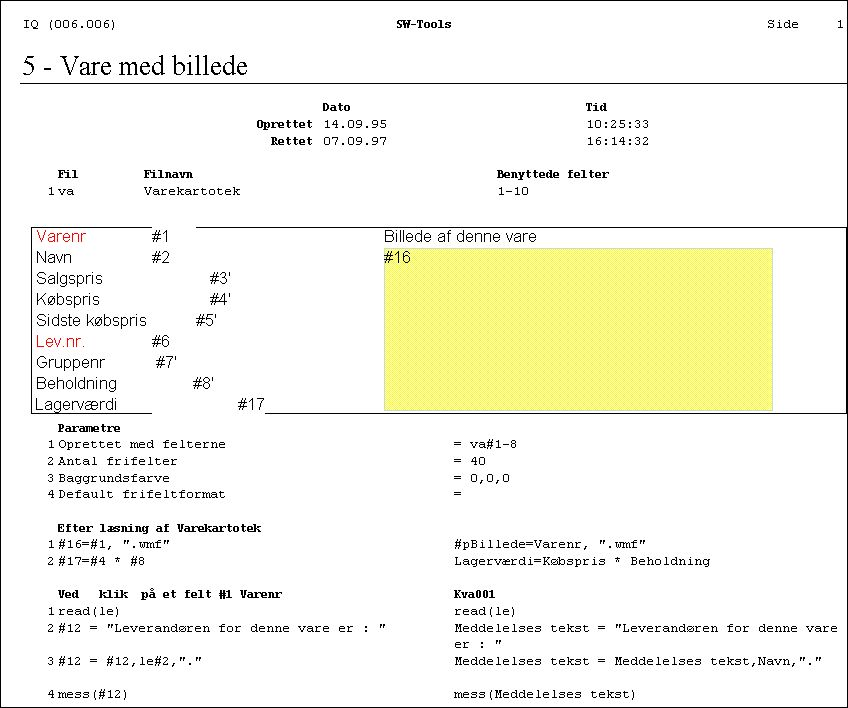 IQ (006.006) SW-Tools Side 1
5 - Vare med billede
Dato Tid
Oprettet 14.09.95 10:25:33
Rettet 07.09.97 16:14:32
Fil Filnavn Benyttede felter
1 va Varekartotek 1-10
Varenr #1 Billede af denne vare
Navn #2 #16
Salgspris #3'
Købspris #4'
Sidste købspris #5'
Lev.nr. #6
Gruppenr #7'
Beholdning #8'
Lagerværdi #17
Parametre
1 Oprettet med felterne = va#1-8
2 Antal frifelter = 40
3 Baggrundsfarve = 0,0,0
4 Default frifeltformat =
Efter læsning af Varekartotek
1 #16=#1, ".wmf" #pBillede=Varenr, ".wmf"
2 #17=#4 * #8 Lagerværdi=Købspris * Beholdning
Ved klik på et felt #1 Varenr Kva001
1 read(le) read(le)
2 #12 = "Leverandøren for denne vare er : " Meddelelses tekst = "Leverandøren for denne vare
er : "
3 #12 = #12,le#2,"." Meddelelses tekst = Meddelelses tekst,Navn,"."
4 mess(#12) mess(Meddelelses tekst)